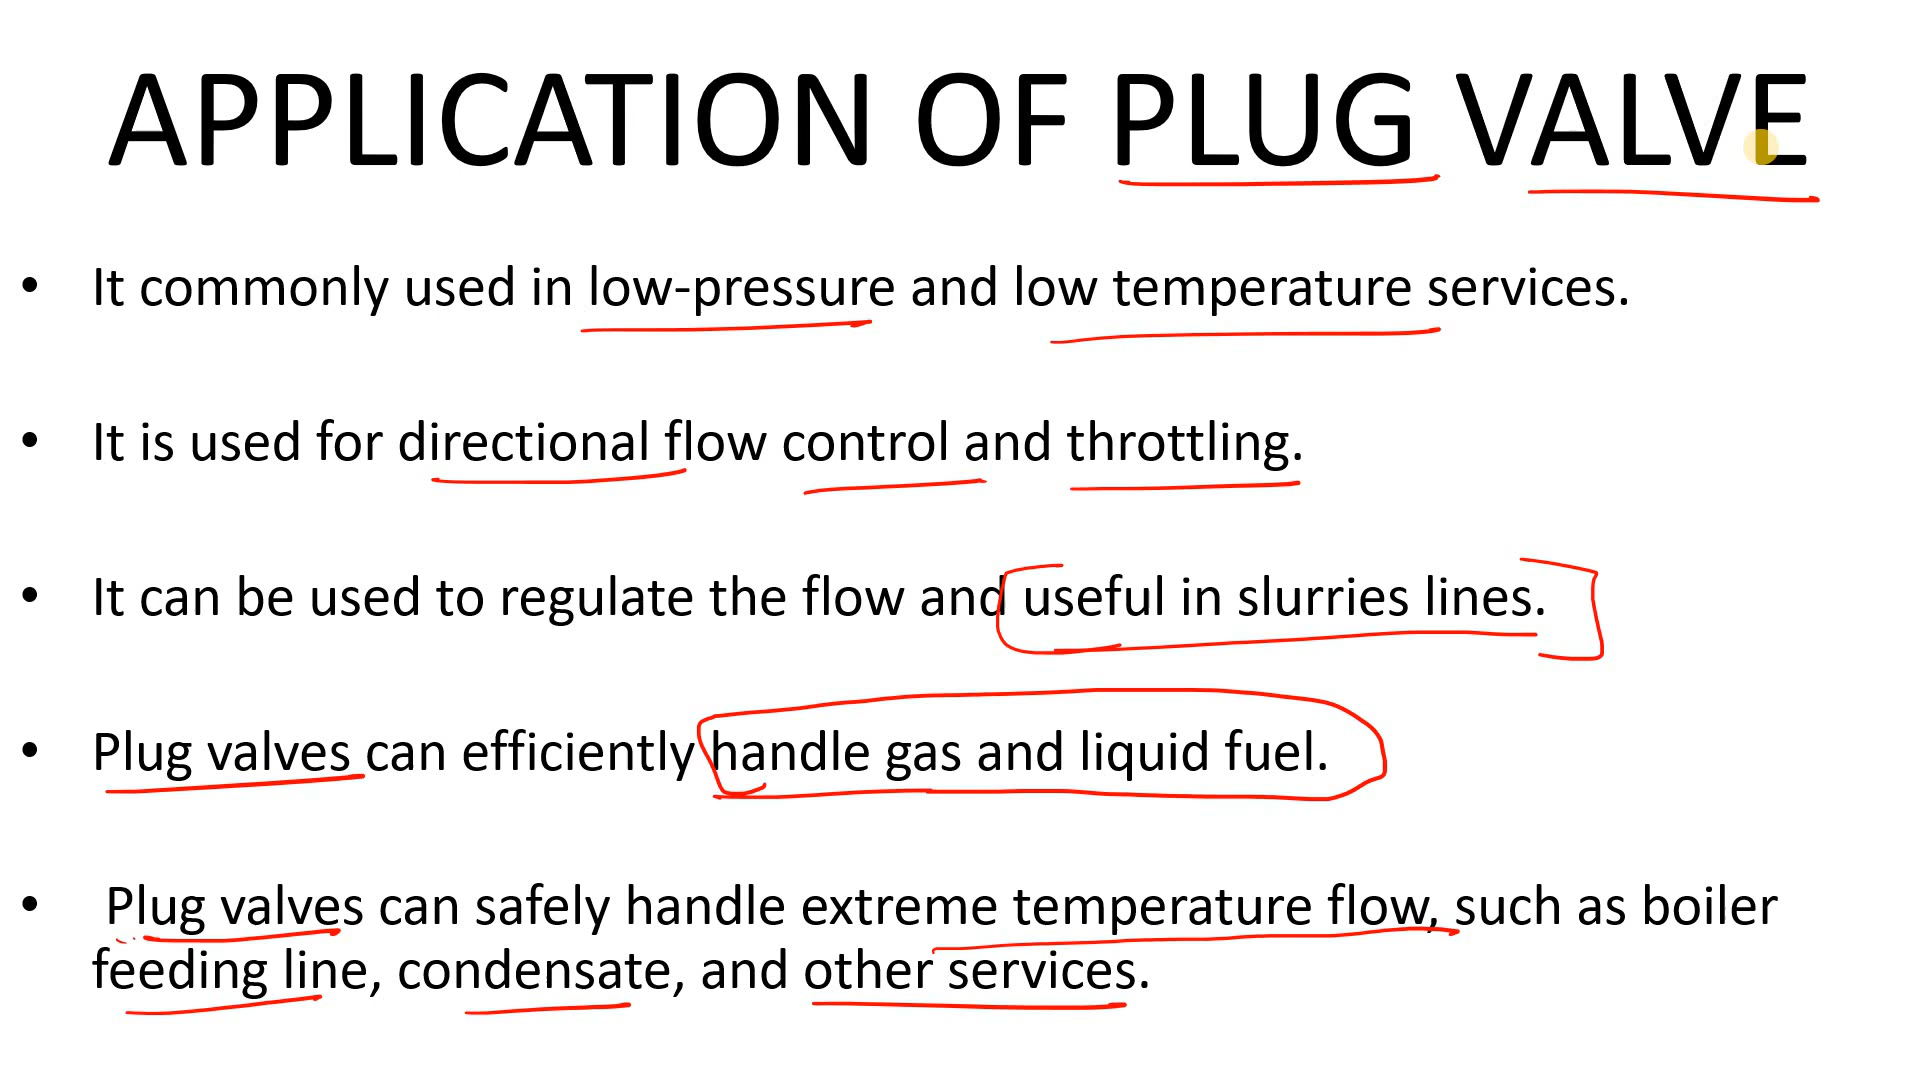 APPLICATION OF PLUG VALVE
• It commonly used in low-pressure and low temperature services.
• It is used for directional flow control and throttling.
• It can be used to regulate the flow and useful in slurries lines.
• Plug valves can efficiently handle gas and liquid fuel.
• Plug valves can safely handle extreme temperature flow, such as boiler
feeding line, condensate, and other services.